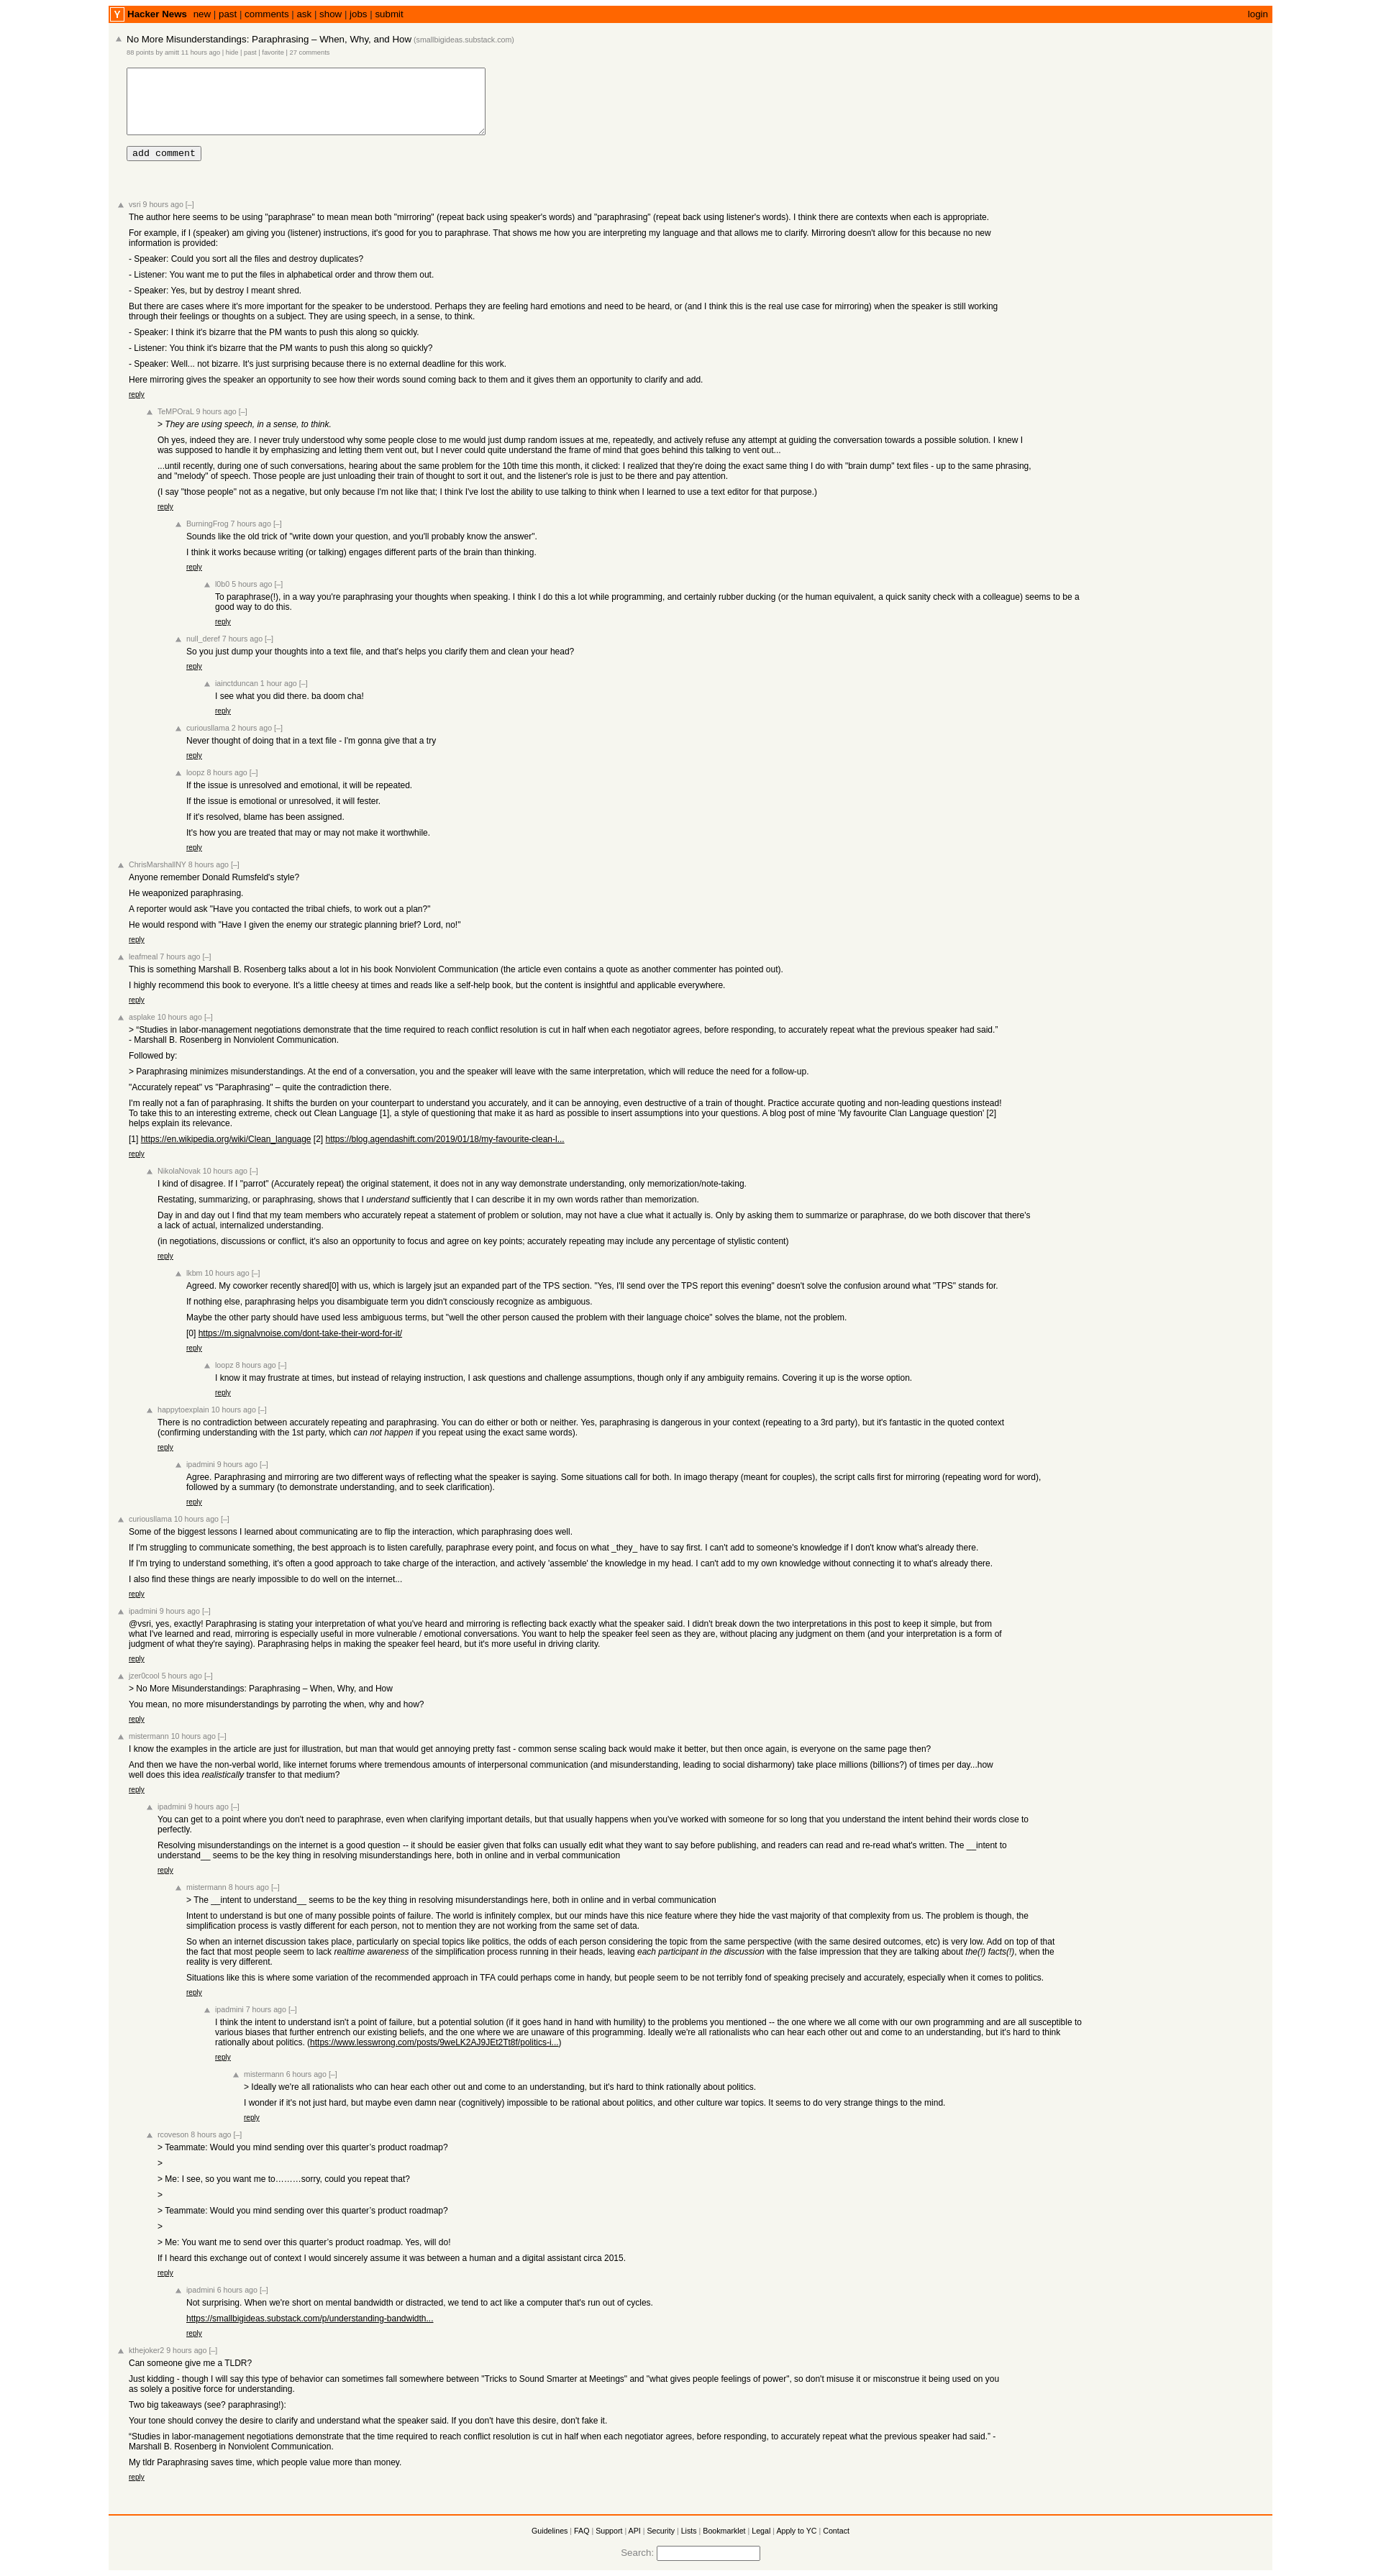 Y Hacker News new | past | comments | ask | show | jobs | submit login
No More Misunderstandings: Paraphrasing – When, Why, and How (smallbigideas.substack.com)
88 points by amitt 11 hours ago | hide | past | favorite | 27 comments
add comment
vsri 9 hours ago [–]
The author here seems to be using "paraphrase" to mean mean both "mirroring" (repeat back using speaker's words) and "paraphrasing" (repeat back using listener's words). I think there are contexts when each is appropriate.
For example, if I (speaker) am giving you (listener) instructions, it's good for you to paraphrase. That shows me how you are interpreting my language and that allows me to clarify. Mirroring doesn't allow for this because no new
information is provided:
- Speaker: Could you sort all the files and destroy duplicates?
- Listener: You want me to put the files in alphabetical order and throw them out.
- Speaker: Yes, but by destroy I meant shred.
But there are cases where it's more important for the speaker to be understood. Perhaps they are feeling hard emotions and need to be heard, or (and I think this is the real use case for mirroring) when the speaker is still working
through their feelings or thoughts on a subject. They are using speech, in a sense, to think.
- Speaker: I think it's bizarre that the PM wants to push this along so quickly.
- Listener: You think it's bizarre that the PM wants to push this along so quickly?
- Speaker: Well... not bizarre. It's just surprising because there is no external deadline for this work.
Here mirroring gives the speaker an opportunity to see how their words sound coming back to them and it gives them an opportunity to clarify and add.
reply
TeMPOraL 9 hours ago [–]
> They are using speech, in a sense, to think.
Oh yes, indeed they are. I never truly understood why some people close to me would just dump random issues at me, repeatedly, and actively refuse any attempt at guiding the conversation towards a possible solution. I knew I
was supposed to handle it by emphasizing and letting them vent out, but I never could quite understand the frame of mind that goes behind this talking to vent out...
...until recently, during one of such conversations, hearing about the same problem for the 10th time this month, it clicked: I realized that they're doing the exact same thing I do with "brain dump" text files - up to the same phrasing,
and "melody" of speech. Those people are just unloading their train of thought to sort it out, and the listener's role is just to be there and pay attention.
(I say "those people" not as a negative, but only because I'm not like that; I think I've lost the ability to use talking to think when I learned to use a text editor for that purpose.)
reply
BurningFrog 7 hours ago [–]
Sounds like the old trick of "write down your question, and you'll probably know the answer".
I think it works because writing (or talking) engages different parts of the brain than thinking.
reply
l0b0 5 hours ago [–]
To paraphrase(!), in a way you're paraphrasing your thoughts when speaking. I think I do this a lot while programming, and certainly rubber ducking (or the human equivalent, a quick sanity check with a colleague) seems to be a
good way to do this.
reply
null_deref 7 hours ago [–]
So you just dump your thoughts into a text file, and that's helps you clarify them and clean your head?
reply
iainctduncan 1 hour ago [–]
I see what you did there. ba doom cha!
reply
curiousllama 2 hours ago [–]
Never thought of doing that in a text file - I'm gonna give that a try
reply
loopz 8 hours ago [–]
If the issue is unresolved and emotional, it will be repeated.
If the issue is emotional or unresolved, it will fester.
If it's resolved, blame has been assigned.
It's how you are treated that may or may not make it worthwhile.
reply
ChrisMarshallNY 8 hours ago [–]
Anyone remember Donald Rumsfeld's style?
He weaponized paraphrasing.
A reporter would ask "Have you contacted the tribal chiefs, to work out a plan?"
He would respond with "Have I given the enemy our strategic planning brief? Lord, no!"
reply
leafmeal 7 hours ago [–]
This is something Marshall B. Rosenberg talks about a lot in his book Nonviolent Communication (the article even contains a quote as another commenter has pointed out).
I highly recommend this book to everyone. It's a little cheesy at times and reads like a self-help book, but the content is insightful and applicable everywhere.
reply
asplake 10 hours ago [–]
> “Studies in labor-management negotiations demonstrate that the time required to reach conflict resolution is cut in half when each negotiator agrees, before responding, to accurately repeat what the previous speaker had said.”
- Marshall B. Rosenberg in Nonviolent Communication.
Followed by:
> Paraphrasing minimizes misunderstandings. At the end of a conversation, you and the speaker will leave with the same interpretation, which will reduce the need for a follow-up.
"Accurately repeat" vs "Paraphrasing" – quite the contradiction there.
I'm really not a fan of paraphrasing. It shifts the burden on your counterpart to understand you accurately, and it can be annoying, even destructive of a train of thought. Practice accurate quoting and non-leading questions instead!
To take this to an interesting extreme, check out Clean Language [1], a style of questioning that make it as hard as possible to insert assumptions into your questions. A blog post of mine 'My favourite Clan Language question' [2]
helps explain its relevance.
[1] https://en.wikipedia.org/wiki/Clean_language [2] https://blog.agendashift.com/2019/01/18/my-favourite-clean-l...
reply
NikolaNovak 10 hours ago [–]
I kind of disagree. If I "parrot" (Accurately repeat) the original statement, it does not in any way demonstrate understanding, only memorization/note-taking.
Restating, summarizing, or paraphrasing, shows that I understand sufficiently that I can describe it in my own words rather than memorization.
Day in and day out I find that my team members who accurately repeat a statement of problem or solution, may not have a clue what it actually is. Only by asking them to summarize or paraphrase, do we both discover that there's
a lack of actual, internalized understanding.
(in negotiations, discussions or conflict, it's also an opportunity to focus and agree on key points; accurately repeating may include any percentage of stylistic content)
reply
lkbm 10 hours ago [–]
Agreed. My coworker recently shared[0] with us, which is largely jsut an expanded part of the TPS section. "Yes, I'll send over the TPS report this evening" doesn't solve the confusion around what "TPS" stands for.
If nothing else, paraphrasing helps you disambiguate term you didn't consciously recognize as ambiguous.
Maybe the other party should have used less ambiguous terms, but "well the other person caused the problem with their language choice" solves the blame, not the problem.
[0] https://m.signalvnoise.com/dont-take-their-word-for-it/
reply
loopz 8 hours ago [–]
I know it may frustrate at times, but instead of relaying instruction, I ask questions and challenge assumptions, though only if any ambiguity remains. Covering it up is the worse option.
reply
happytoexplain 10 hours ago [–]
There is no contradiction between accurately repeating and paraphrasing. You can do either or both or neither. Yes, paraphrasing is dangerous in your context (repeating to a 3rd party), but it's fantastic in the quoted context
(confirming understanding with the 1st party, which can not happen if you repeat using the exact same words).
reply
ipadmini 9 hours ago [–]
Agree. Paraphrasing and mirroring are two different ways of reflecting what the speaker is saying. Some situations call for both. In imago therapy (meant for couples), the script calls first for mirroring (repeating word for word),
followed by a summary (to demonstrate understanding, and to seek clarification).
reply
curiousllama 10 hours ago [–]
Some of the biggest lessons I learned about communicating are to flip the interaction, which paraphrasing does well.
If I'm struggling to communicate something, the best approach is to listen carefully, paraphrase every point, and focus on what _they_ have to say first. I can't add to someone's knowledge if I don't know what's already there.
If I'm trying to understand something, it's often a good approach to take charge of the interaction, and actively 'assemble' the knowledge in my head. I can't add to my own knowledge without connecting it to what's already there.
I also find these things are nearly impossible to do well on the internet...
reply
ipadmini 9 hours ago [–]
@vsri, yes, exactly! Paraphrasing is stating your interpretation of what you've heard and mirroring is reflecting back exactly what the speaker said. I didn't break down the two interpretations in this post to keep it simple, but from
what I've learned and read, mirroring is especially useful in more vulnerable / emotional conversations. You want to help the speaker feel seen as they are, without placing any judgment on them (and your interpretation is a form of
judgment of what they're saying). Paraphrasing helps in making the speaker feel heard, but it's more useful in driving clarity.
reply
jzer0cool 5 hours ago [–]
> No More Misunderstandings: Paraphrasing – When, Why, and How
You mean, no more misunderstandings by parroting the when, why and how?
reply
mistermann 10 hours ago [–]
I know the examples in the article are just for illustration, but man that would get annoying pretty fast - common sense scaling back would make it better, but then once again, is everyone on the same page then?
And then we have the non-verbal world, like internet forums where tremendous amounts of interpersonal communication (and misunderstanding, leading to social disharmony) take place millions (billions?) of times per day...how
well does this idea realistically transfer to that medium?
reply
ipadmini 9 hours ago [–]
You can get to a point where you don't need to paraphrase, even when clarifying important details, but that usually happens when you've worked with someone for so long that you understand the intent behind their words close to
perfectly.
Resolving misunderstandings on the internet is a good question -- it should be easier given that folks can usually edit what they want to say before publishing, and readers can read and re-read what's written. The __intent to
understand__ seems to be the key thing in resolving misunderstandings here, both in online and in verbal communication
reply
mistermann 8 hours ago [–]
> The __intent to understand__ seems to be the key thing in resolving misunderstandings here, both in online and in verbal communication
Intent to understand is but one of many possible points of failure. The world is infinitely complex, but our minds have this nice feature where they hide the vast majority of that complexity from us. The problem is though, the
simplification process is vastly different for each person, not to mention they are not working from the same set of data.
So when an internet discussion takes place, particularly on special topics like politics, the odds of each person considering the topic from the same perspective (with the same desired outcomes, etc) is very low. Add on top of that
the fact that most people seem to lack realtime awareness of the simplification process running in their heads, leaving each participant in the discussion with the false impression that they are talking about the(!) facts(!), when the
reality is very different.
Situations like this is where some variation of the recommended approach in TFA could perhaps come in handy, but people seem to be not terribly fond of speaking precisely and accurately, especially when it comes to politics.
reply
ipadmini 7 hours ago [–]
I think the intent to understand isn't a point of failure, but a potential solution (if it goes hand in hand with humility) to the problems you mentioned -- the one where we all come with our own programming and are all susceptible to
various biases that further entrench our existing beliefs, and the one where we are unaware of this programming. Ideally we're all rationalists who can hear each other out and come to an understanding, but it's hard to think
rationally about politics. (https://www.lesswrong.com/posts/9weLK2AJ9JEt2Tt8f/politics-i...)
reply
mistermann 6 hours ago [–]
> Ideally we're all rationalists who can hear each other out and come to an understanding, but it's hard to think rationally about politics.
I wonder if it's not just hard, but maybe even damn near (cognitively) impossible to be rational about politics, and other culture war topics. It seems to do very strange things to the mind.
reply
rcoveson 8 hours ago [–]
> Teammate: Would you mind sending over this quarter’s product roadmap?
>
> Me: I see, so you want me to………sorry, could you repeat that?
>
> Teammate: Would you mind sending over this quarter’s product roadmap?
>
> Me: You want me to send over this quarter’s product roadmap. Yes, will do!
If I heard this exchange out of context I would sincerely assume it was between a human and a digital assistant circa 2015.
reply
ipadmini 6 hours ago [–]
Not surprising. When we're short on mental bandwidth or distracted, we tend to act like a computer that's run out of cycles.
https://smallbigideas.substack.com/p/understanding-bandwidth...
reply
kthejoker2 9 hours ago [–]
Can someone give me a TLDR?
Just kidding - though I will say this type of behavior can sometimes fall somewhere between "Tricks to Sound Smarter at Meetings" and "what gives people feelings of power", so don't misuse it or misconstrue it being used on you
as solely a positive force for understanding.
Two big takeaways (see? paraphrasing!):
Your tone should convey the desire to clarify and understand what the speaker said. If you don't have this desire, don't fake it.
“Studies in labor-management negotiations demonstrate that the time required to reach conflict resolution is cut in half when each negotiator agrees, before responding, to accurately repeat what the previous speaker had said.” -
Marshall B. Rosenberg in Nonviolent Communication.
My tldr Paraphrasing saves time, which people value more than money.
reply
Guidelines | FAQ | Support | API | Security | Lists | Bookmarklet | Legal | Apply to YC | Contact
Search: